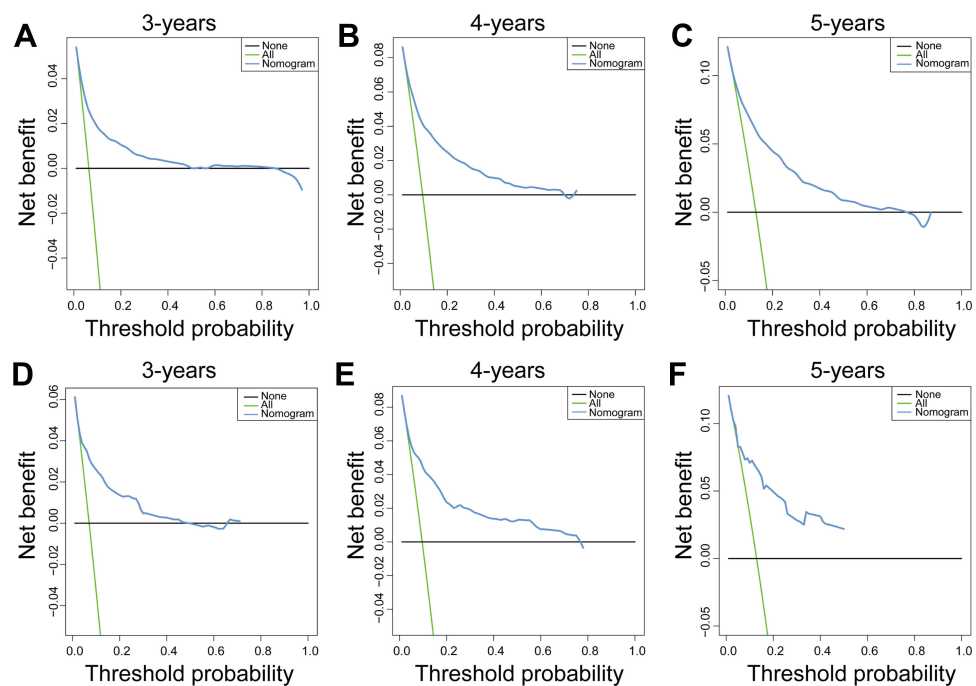 A
3-years
None
All
Nomogram
Net benefit
0.04
0.02
0.00
−0.02
−0.04
0.0 0.2 0.4 0.6 0.8 1.0
Threshold probability
B
4-years
None
All
Nomogram
Net benefit
0.08
0.06
0.04
0.02
0.00
−0.02
−0.04
0.0 0.2 0.4 0.6 0.8 1.0
Threshold probability
C
5-years
None
All
Nomogram
Net benefit
0.10
0.05
0.00
−0.05
0.0 0.2 0.4 0.6 0.8 1.0
Threshold probability
D
3-years
None
All
Nomogram
Net benefit
0.06
0.04
0.02
0.00
−0.02
−0.04
0.0 0.2 0.4 0.6 0.8 1.0
Threshold probability
E
4-years
None
All
Nomogram
Net benefit
0.08
0.06
0.04
0.02
0.00
−0.02
−0.04
0.0 0.2 0.4 0.6 0.8 1.0
Threshold probability
F
5-years
None
All
Nomogram
Net benefit
0.10
0.05
0.00
−0.05
0.0 0.2 0.4 0.6 0.8 1.0
Threshold probability